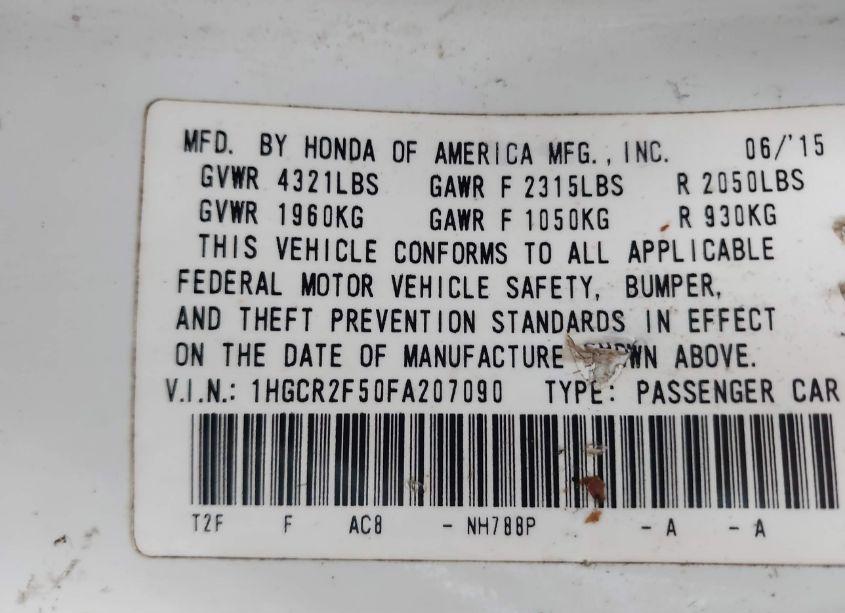 MFD. BY HONDA OF AMERICA MFG., INC. 06/'15
GVWR 4321LBS GAWR F 2315LBS R 2050LBS
GVWR 1960KG GAWR F 1050KG R 930KG
THIS VEHICLE CONFORMS TO ALL APPLICABLE
FEDERAL MOTOR VEHICLE SAFETY, BUMPER,
AND THEFT PREVENTION STANDARDS IN EFFECT
ON THE DATE OF MANUFACTURE SHOWN ABOVE.
V.I.N.: 1HGCR2F50FA207090 TYPE: PASSENGER CAR
T2F F AC8 - NH788P - A - A